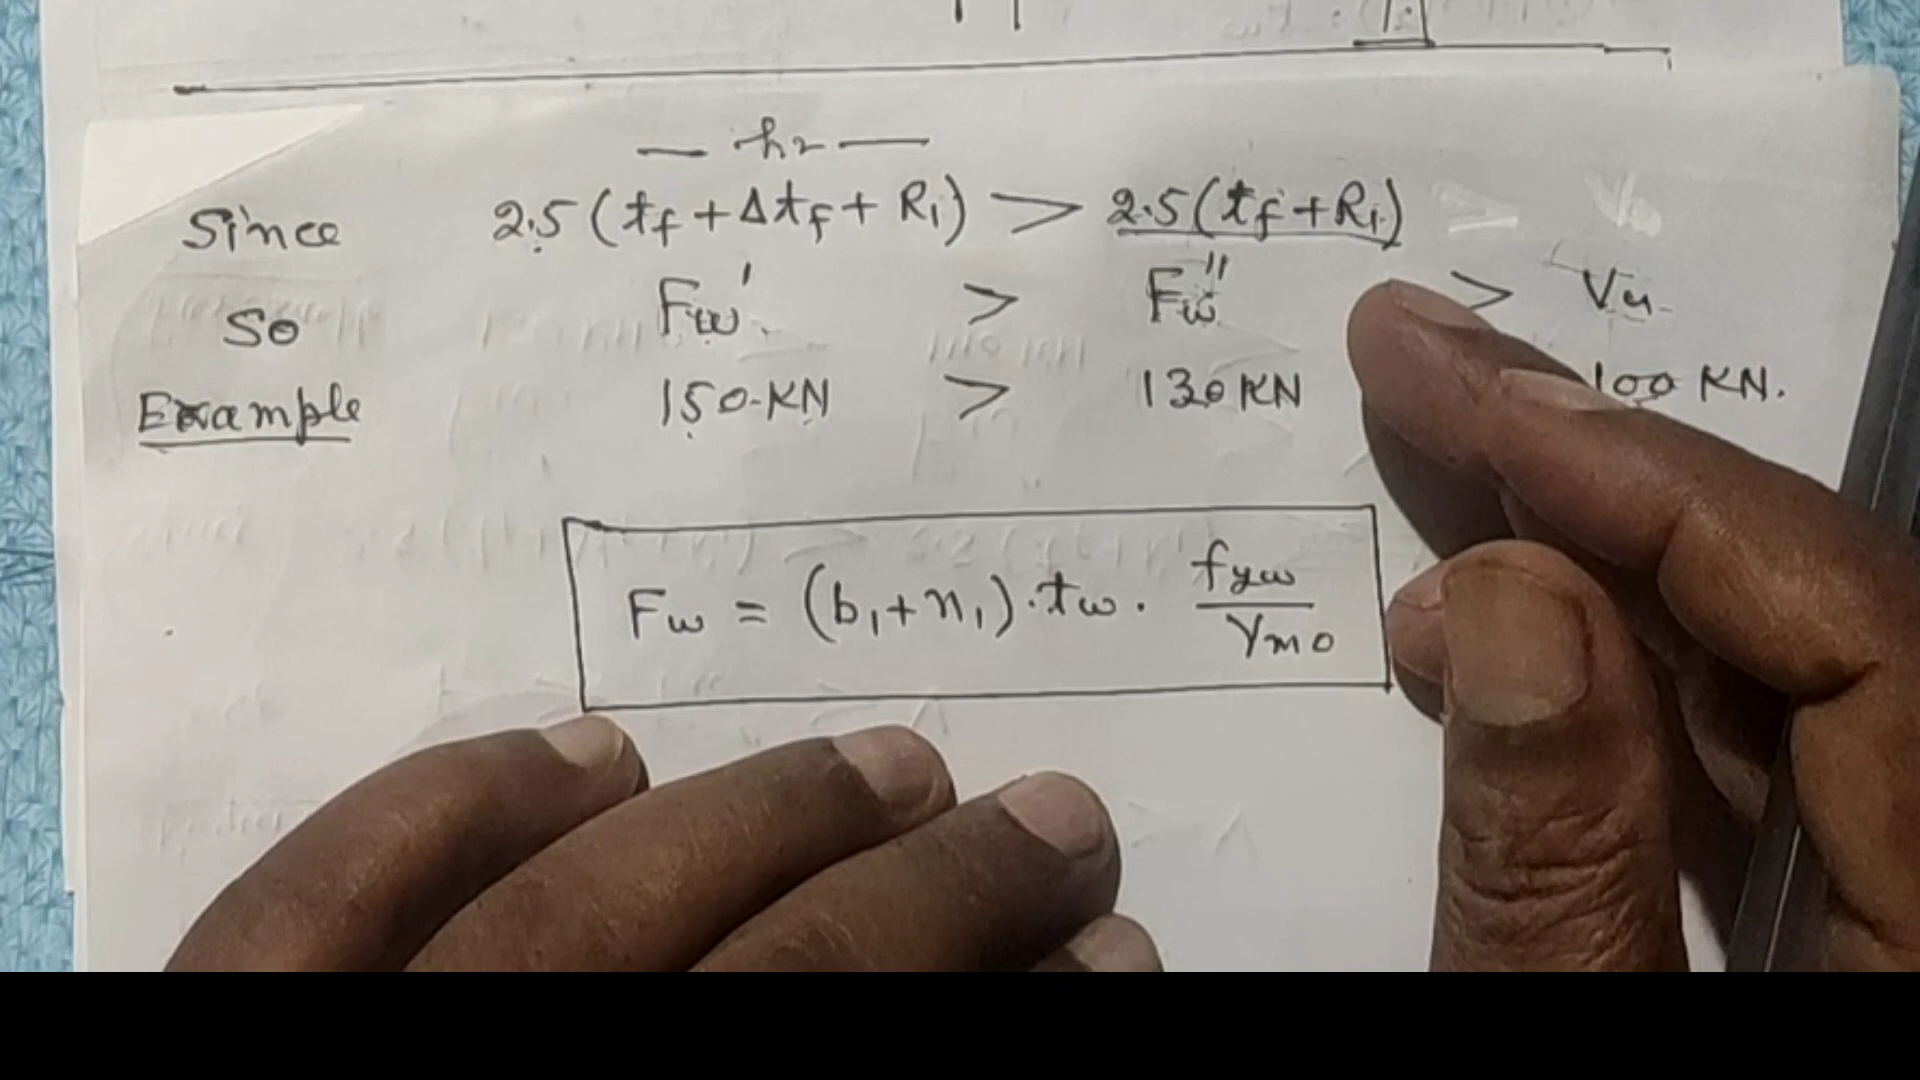 — h₂ —
Since 2.5 (tf + Δtf + R₁) > 2.5 (tf + R₁)
So Fw' > Fw'' > Vu
Example 150 KN > 130 KN 100 KN.
Fw = (b₁ + n₁) · tw · fyw / γm0